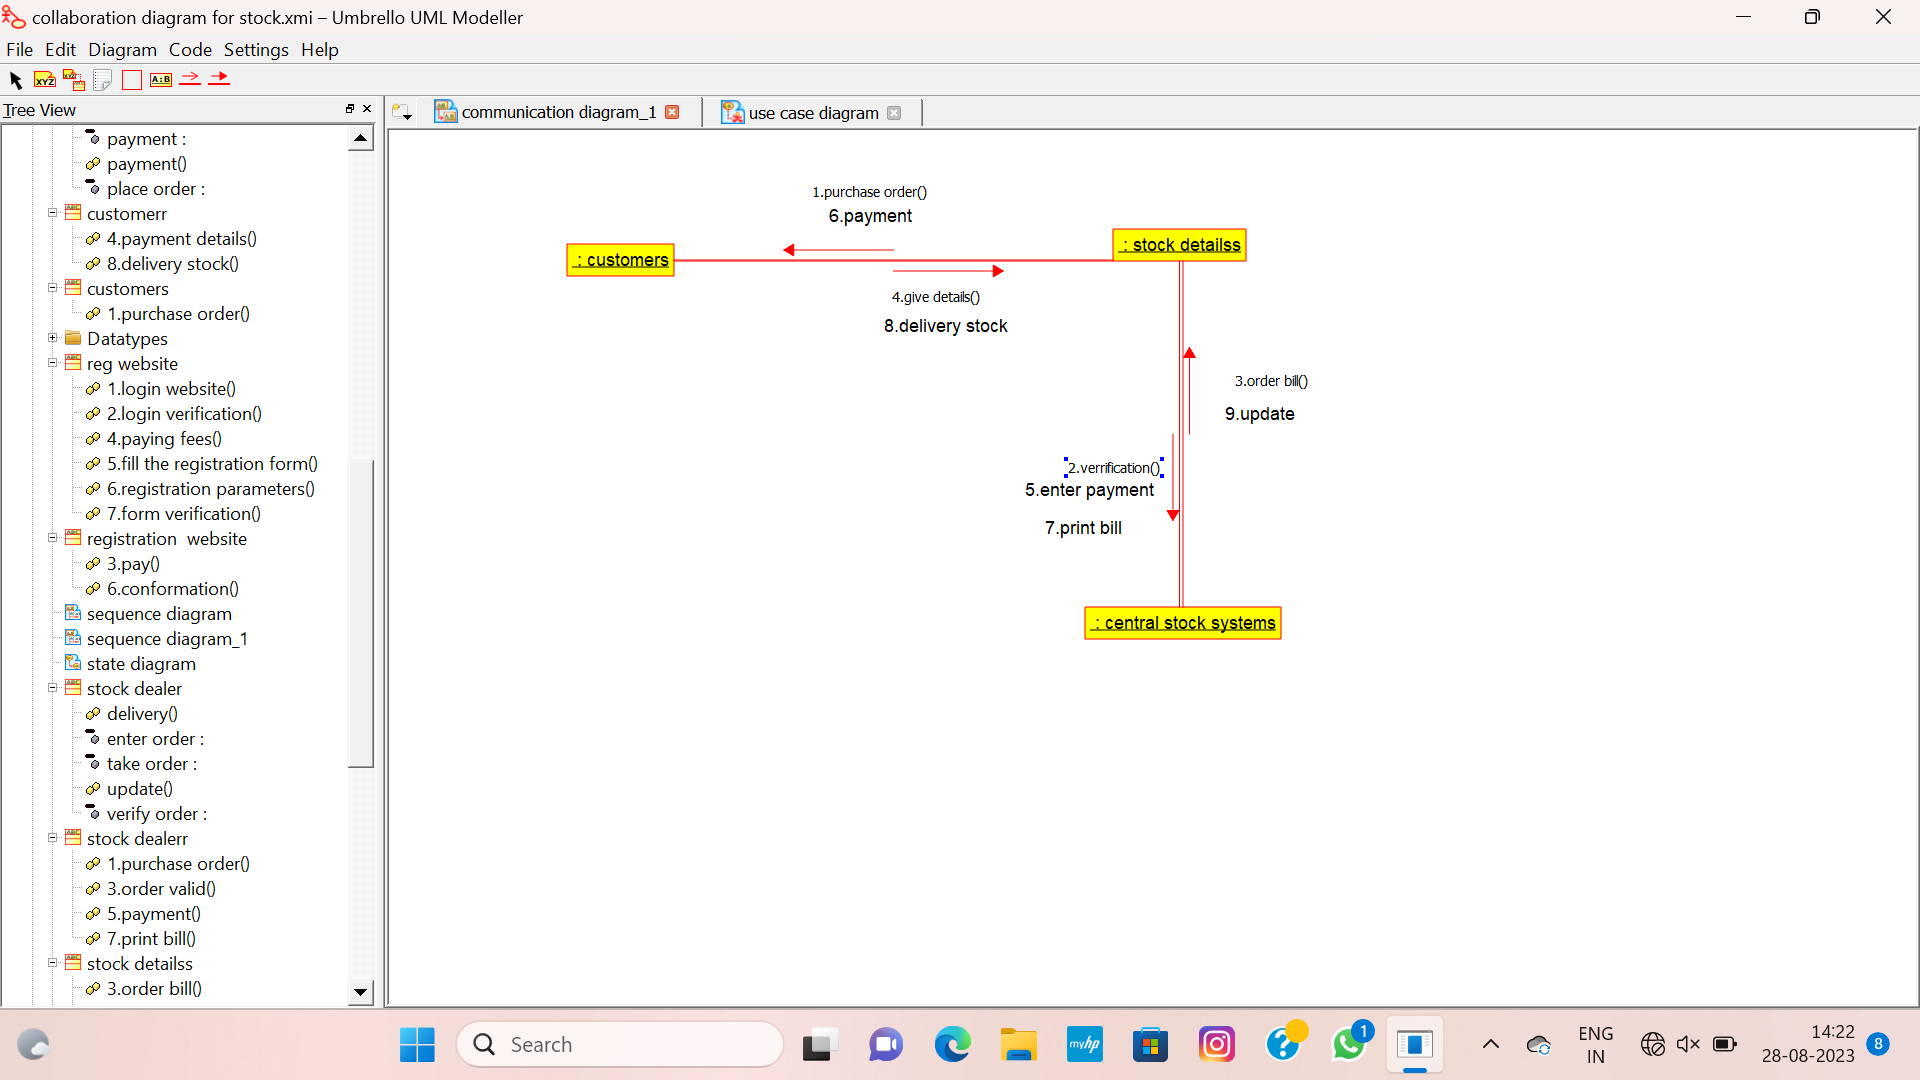 collaboration diagram for stock.xmi – Umbrello UML Modeller
File Edit Diagram Code Settings Help
XYZ XYZ A:B
Tree View
communication diagram_1
use case diagram
payment :
payment()
place order :
customerr
4.payment details()
8.delivery stock()
customers
1.purchase order()
Datatypes
reg website
1.login website()
2.login verification()
4.paying fees()
5.fill the registration form()
6.registration parameters()
7.form verification()
registration  website
3.pay()
6.conformation()
sequence diagram
sequence diagram_1
state diagram
stock dealer
delivery()
enter order :
take order :
update()
verify order :
stock dealerr
1.purchase order()
3.order valid()
5.payment()
7.print bill()
stock detailss
3.order bill()
1.purchase order()
6.payment
: customers
: stock detailss
4.give details()
8.delivery stock
3.order bill()
9.update
2.verrification()
5.enter payment
7.print bill
: central stock systems
Search
myhp
1
ENG
IN
14:22
28-08-2023
8